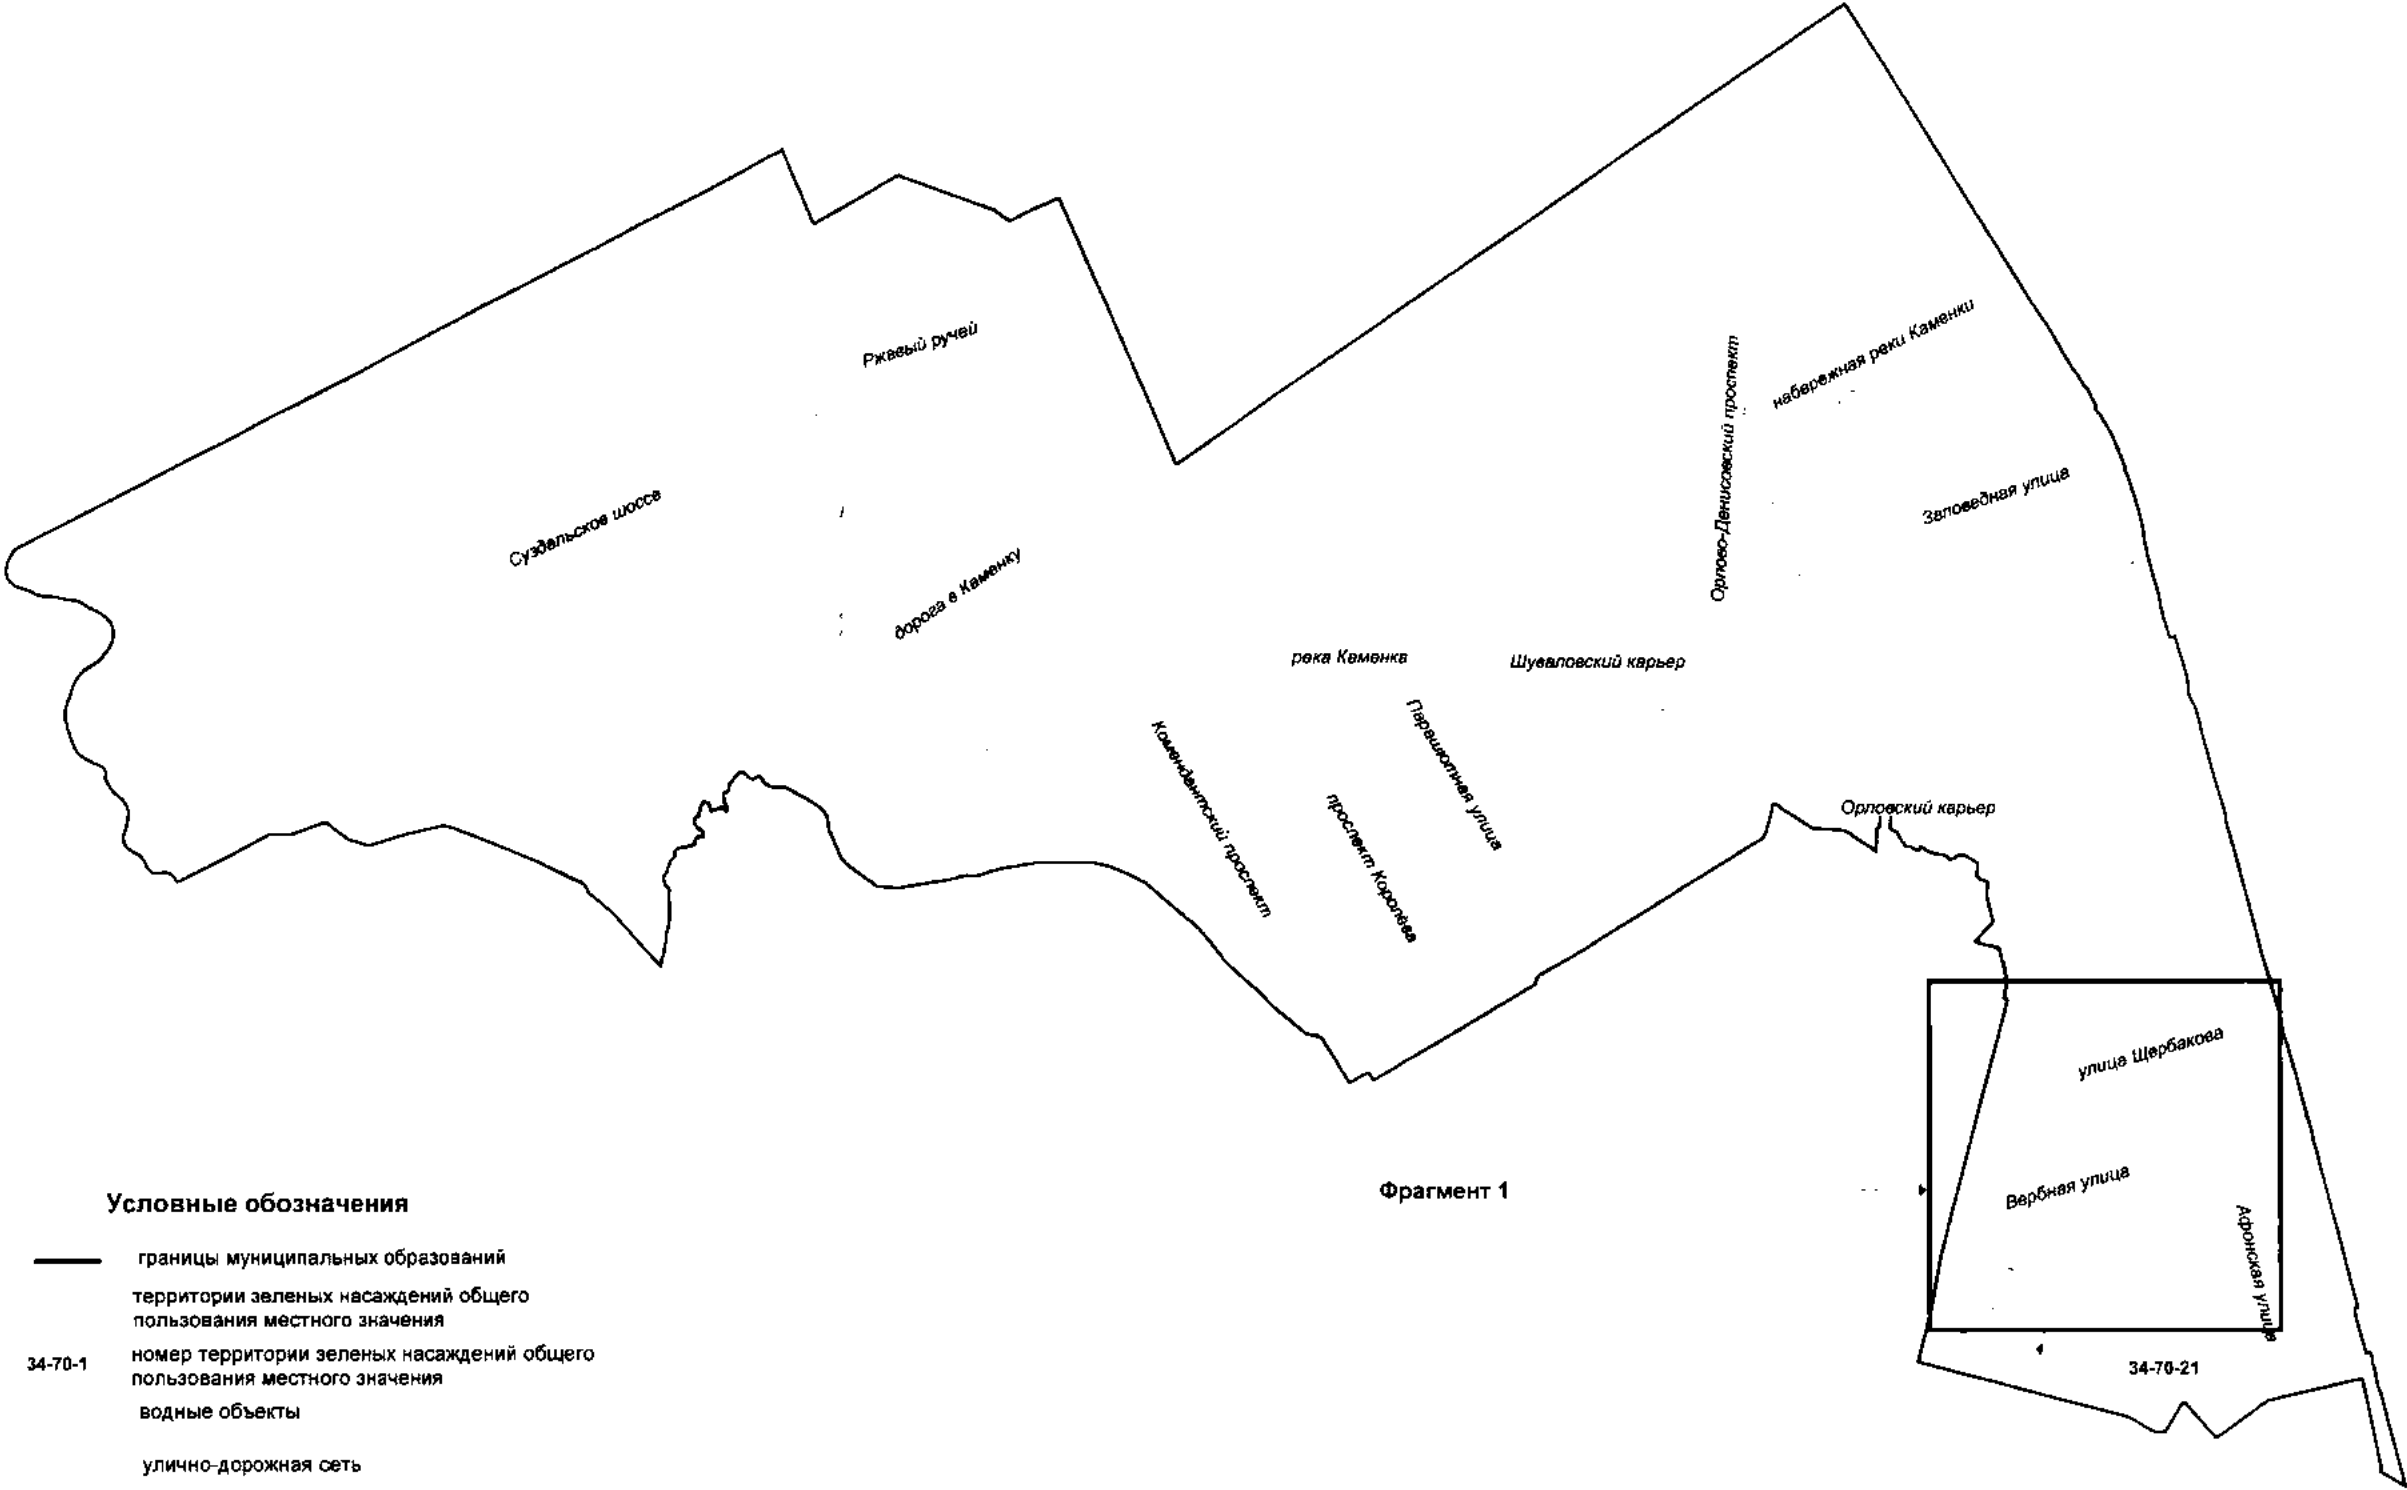 Ржавый ручей
набережная реки Каменки
Орлово-Денисовский проспект
Суздальское шоссе
Заповедная улица
дорога в Каменку
река Каменка
Шуваловский карьер
Парашютная улица
Комендантский проспект
проспект Королёва
Орловский карьер
улица Щербакова
Вербная улица
Афонская улица
Фрагмент 1
34-70-21
Условные обозначения
границы муниципальных образований
территории зеленых насаждений общего
пользования местного значения
34-70-1
номер территории зеленых насаждений общего
пользования местного значения
водные объекты
улично-дорожная сеть